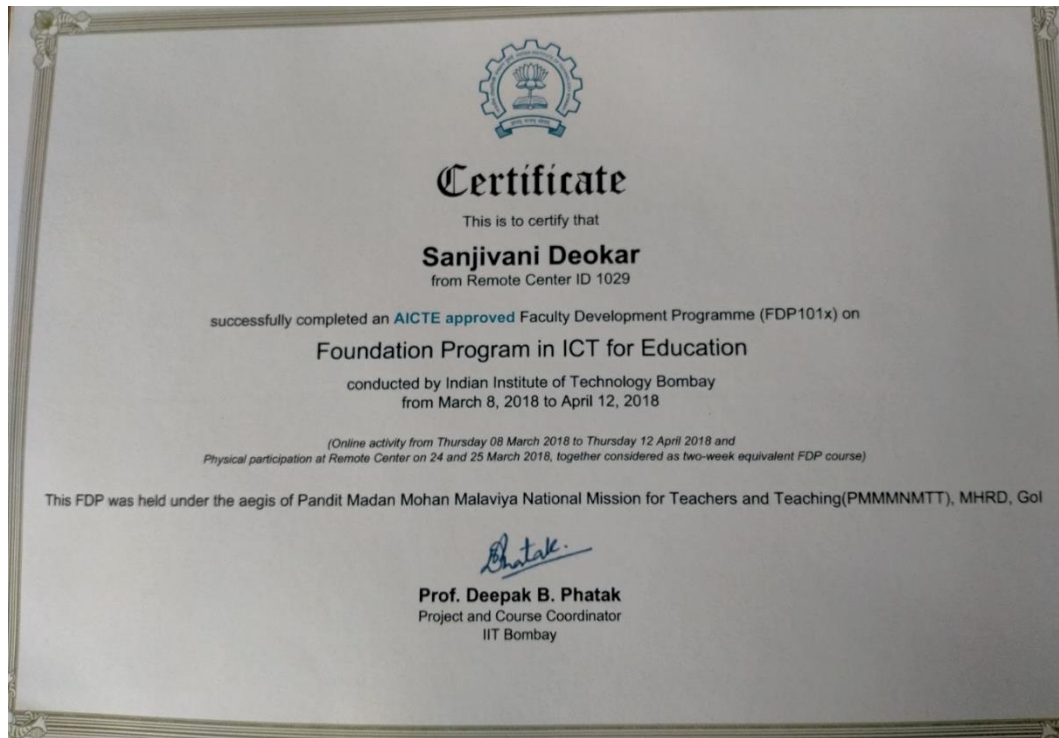 Certificate
This is to certify that
Sanjivani Deokar
from Remote Center ID 1029
successfully completed an AICTE approved Faculty Development Programme (FDP101x) on
Foundation Program in ICT for Education
conducted by Indian Institute of Technology Bombay
from March 8, 2018 to April 12, 2018
(Online activity from Thursday 08 March 2018 to Thursday 12 April 2018 and
Physical participation at Remote Center on 24 and 25 March 2018, together considered as two-week equivalent FDP course)
This FDP was held under the aegis of Pandit Madan Mohan Malaviya National Mission for Teachers and Teaching(PMMMNMTT), MHRD, GoI
Phatak.
Prof. Deepak B. Phatak
Project and Course Coordinator
IIT Bombay